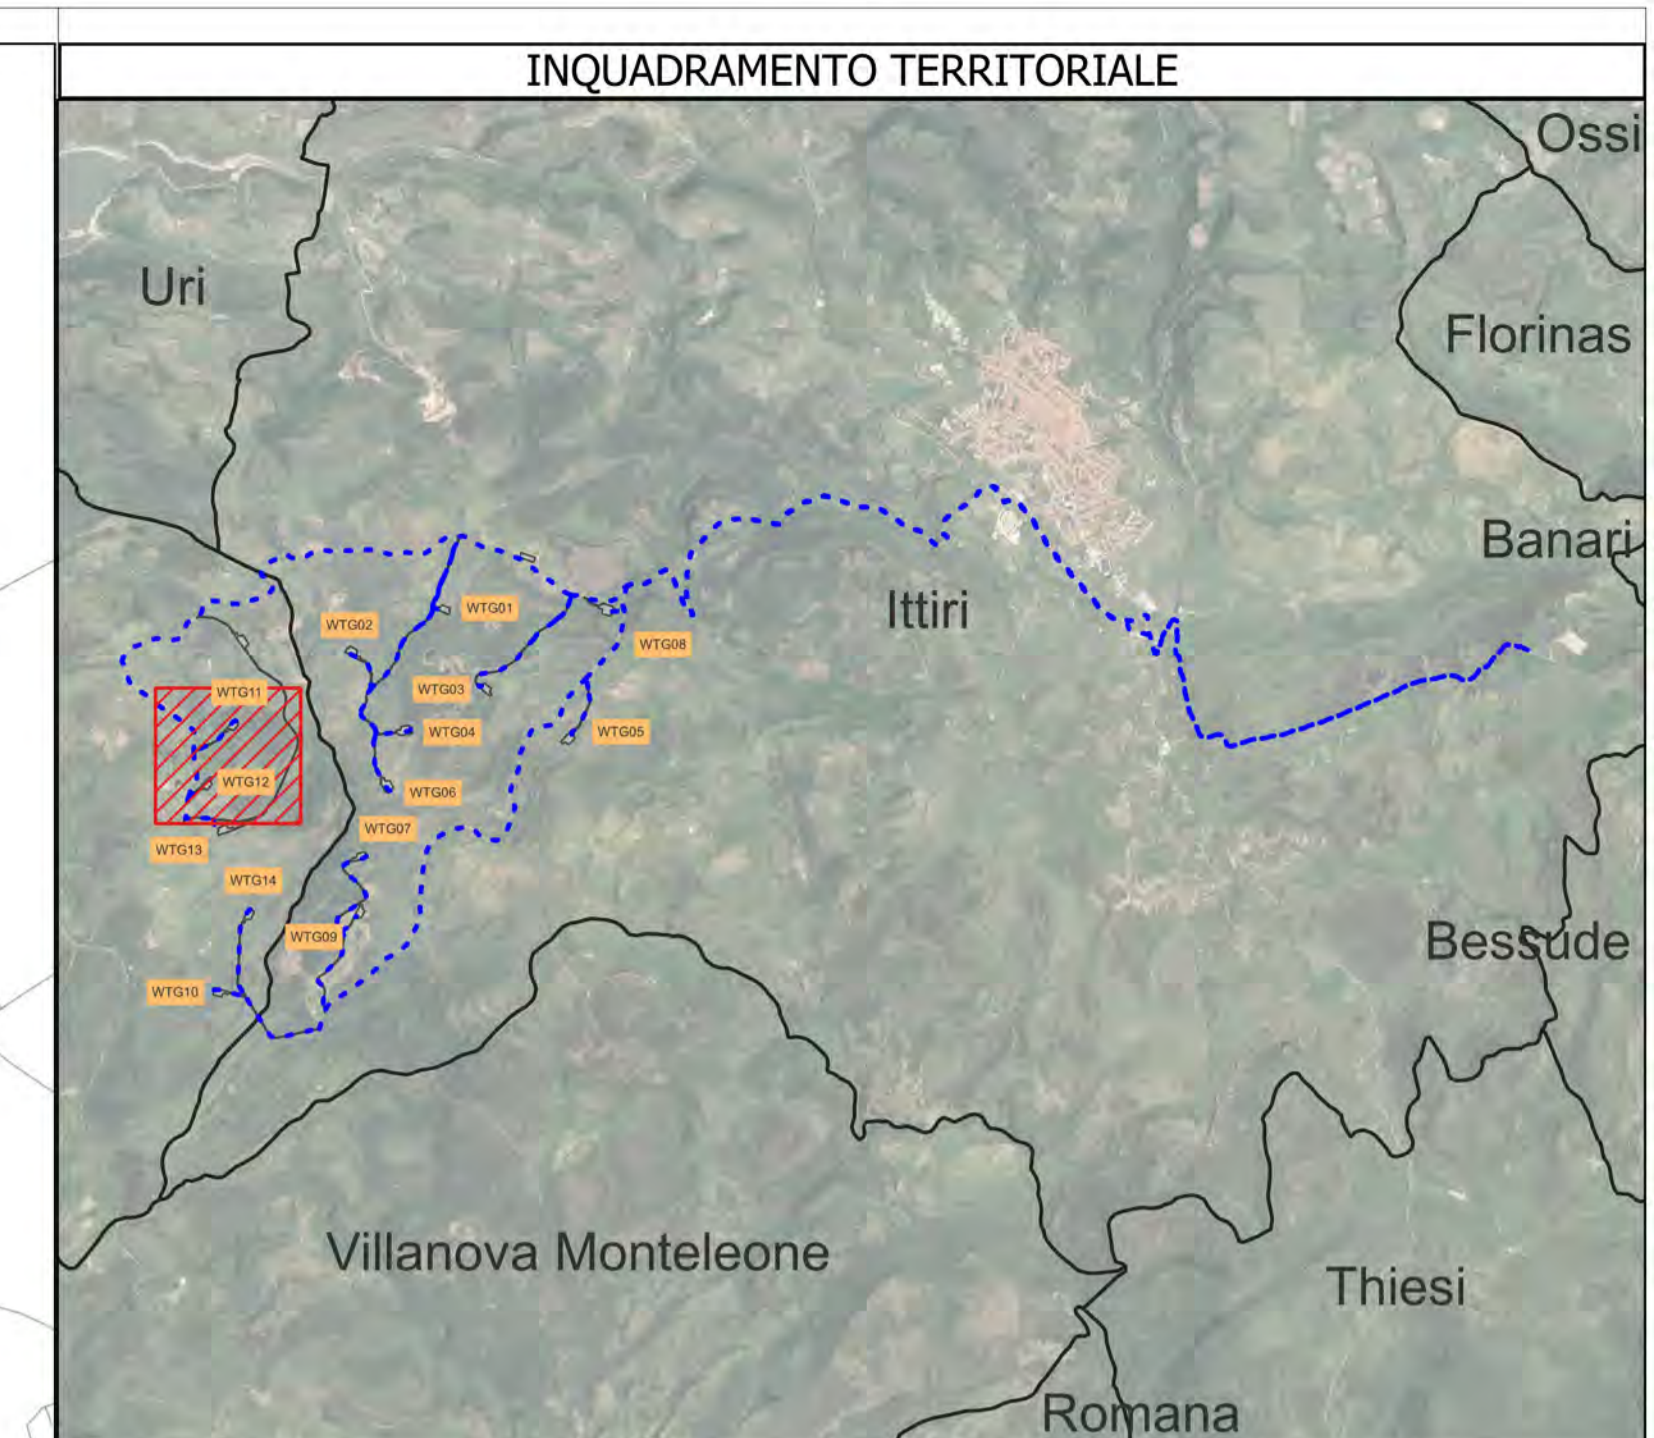 INQUADRAMENTO TERRITORIALE
Ossi
Uri
Florinas
Banari
WTG01
Ittiri
WTG02
WTG08
WTG03
WTG11
WTG04
WTG05
WTG12
WTG06
WTG07
WTG13
WTG14
WTG09
Bessude
WTG10
Villanova Monteleone
Thiesi
Romana